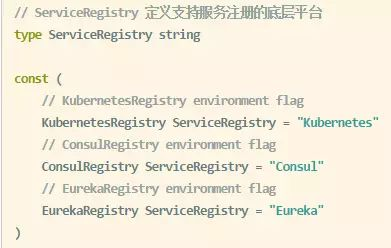 // ServiceRegistry 定义支持服务注册的底层平台
type ServiceRegistry string
const (
// KubernetesRegistry environment flag
KubernetesRegistry ServiceRegistry = "Kubernetes"
// ConsulRegistry environment flag
ConsulRegistry ServiceRegistry = "Consul"
// EurekaRegistry environment flag
EurekaRegistry ServiceRegistry = "Eureka"
)